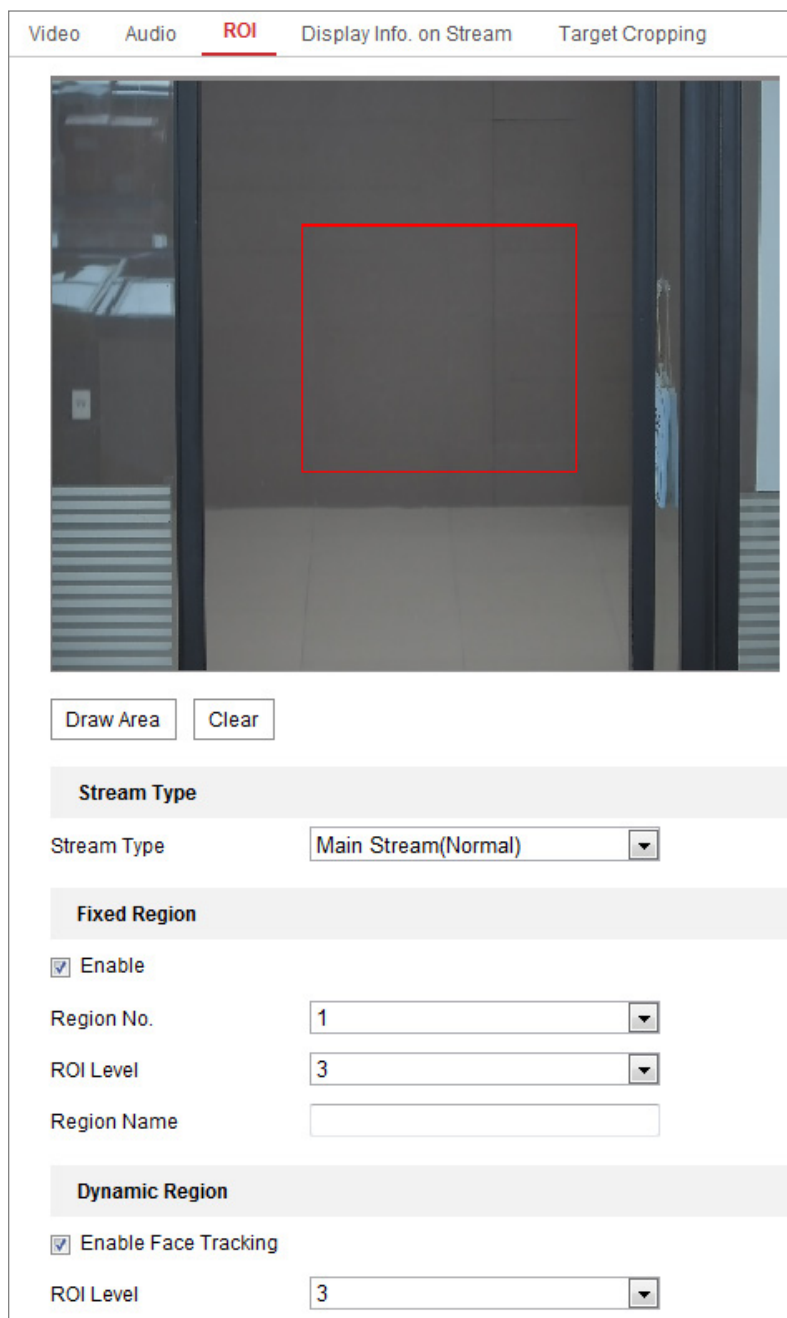 Video Audio ROI Display Info. on Stream Target Cropping
Draw Area Clear
Stream Type
Stream Type Main Stream(Normal)
Fixed Region
Enable
Region No. 1
ROI Level 3
Region Name
Dynamic Region
Enable Face Tracking
ROI Level 3